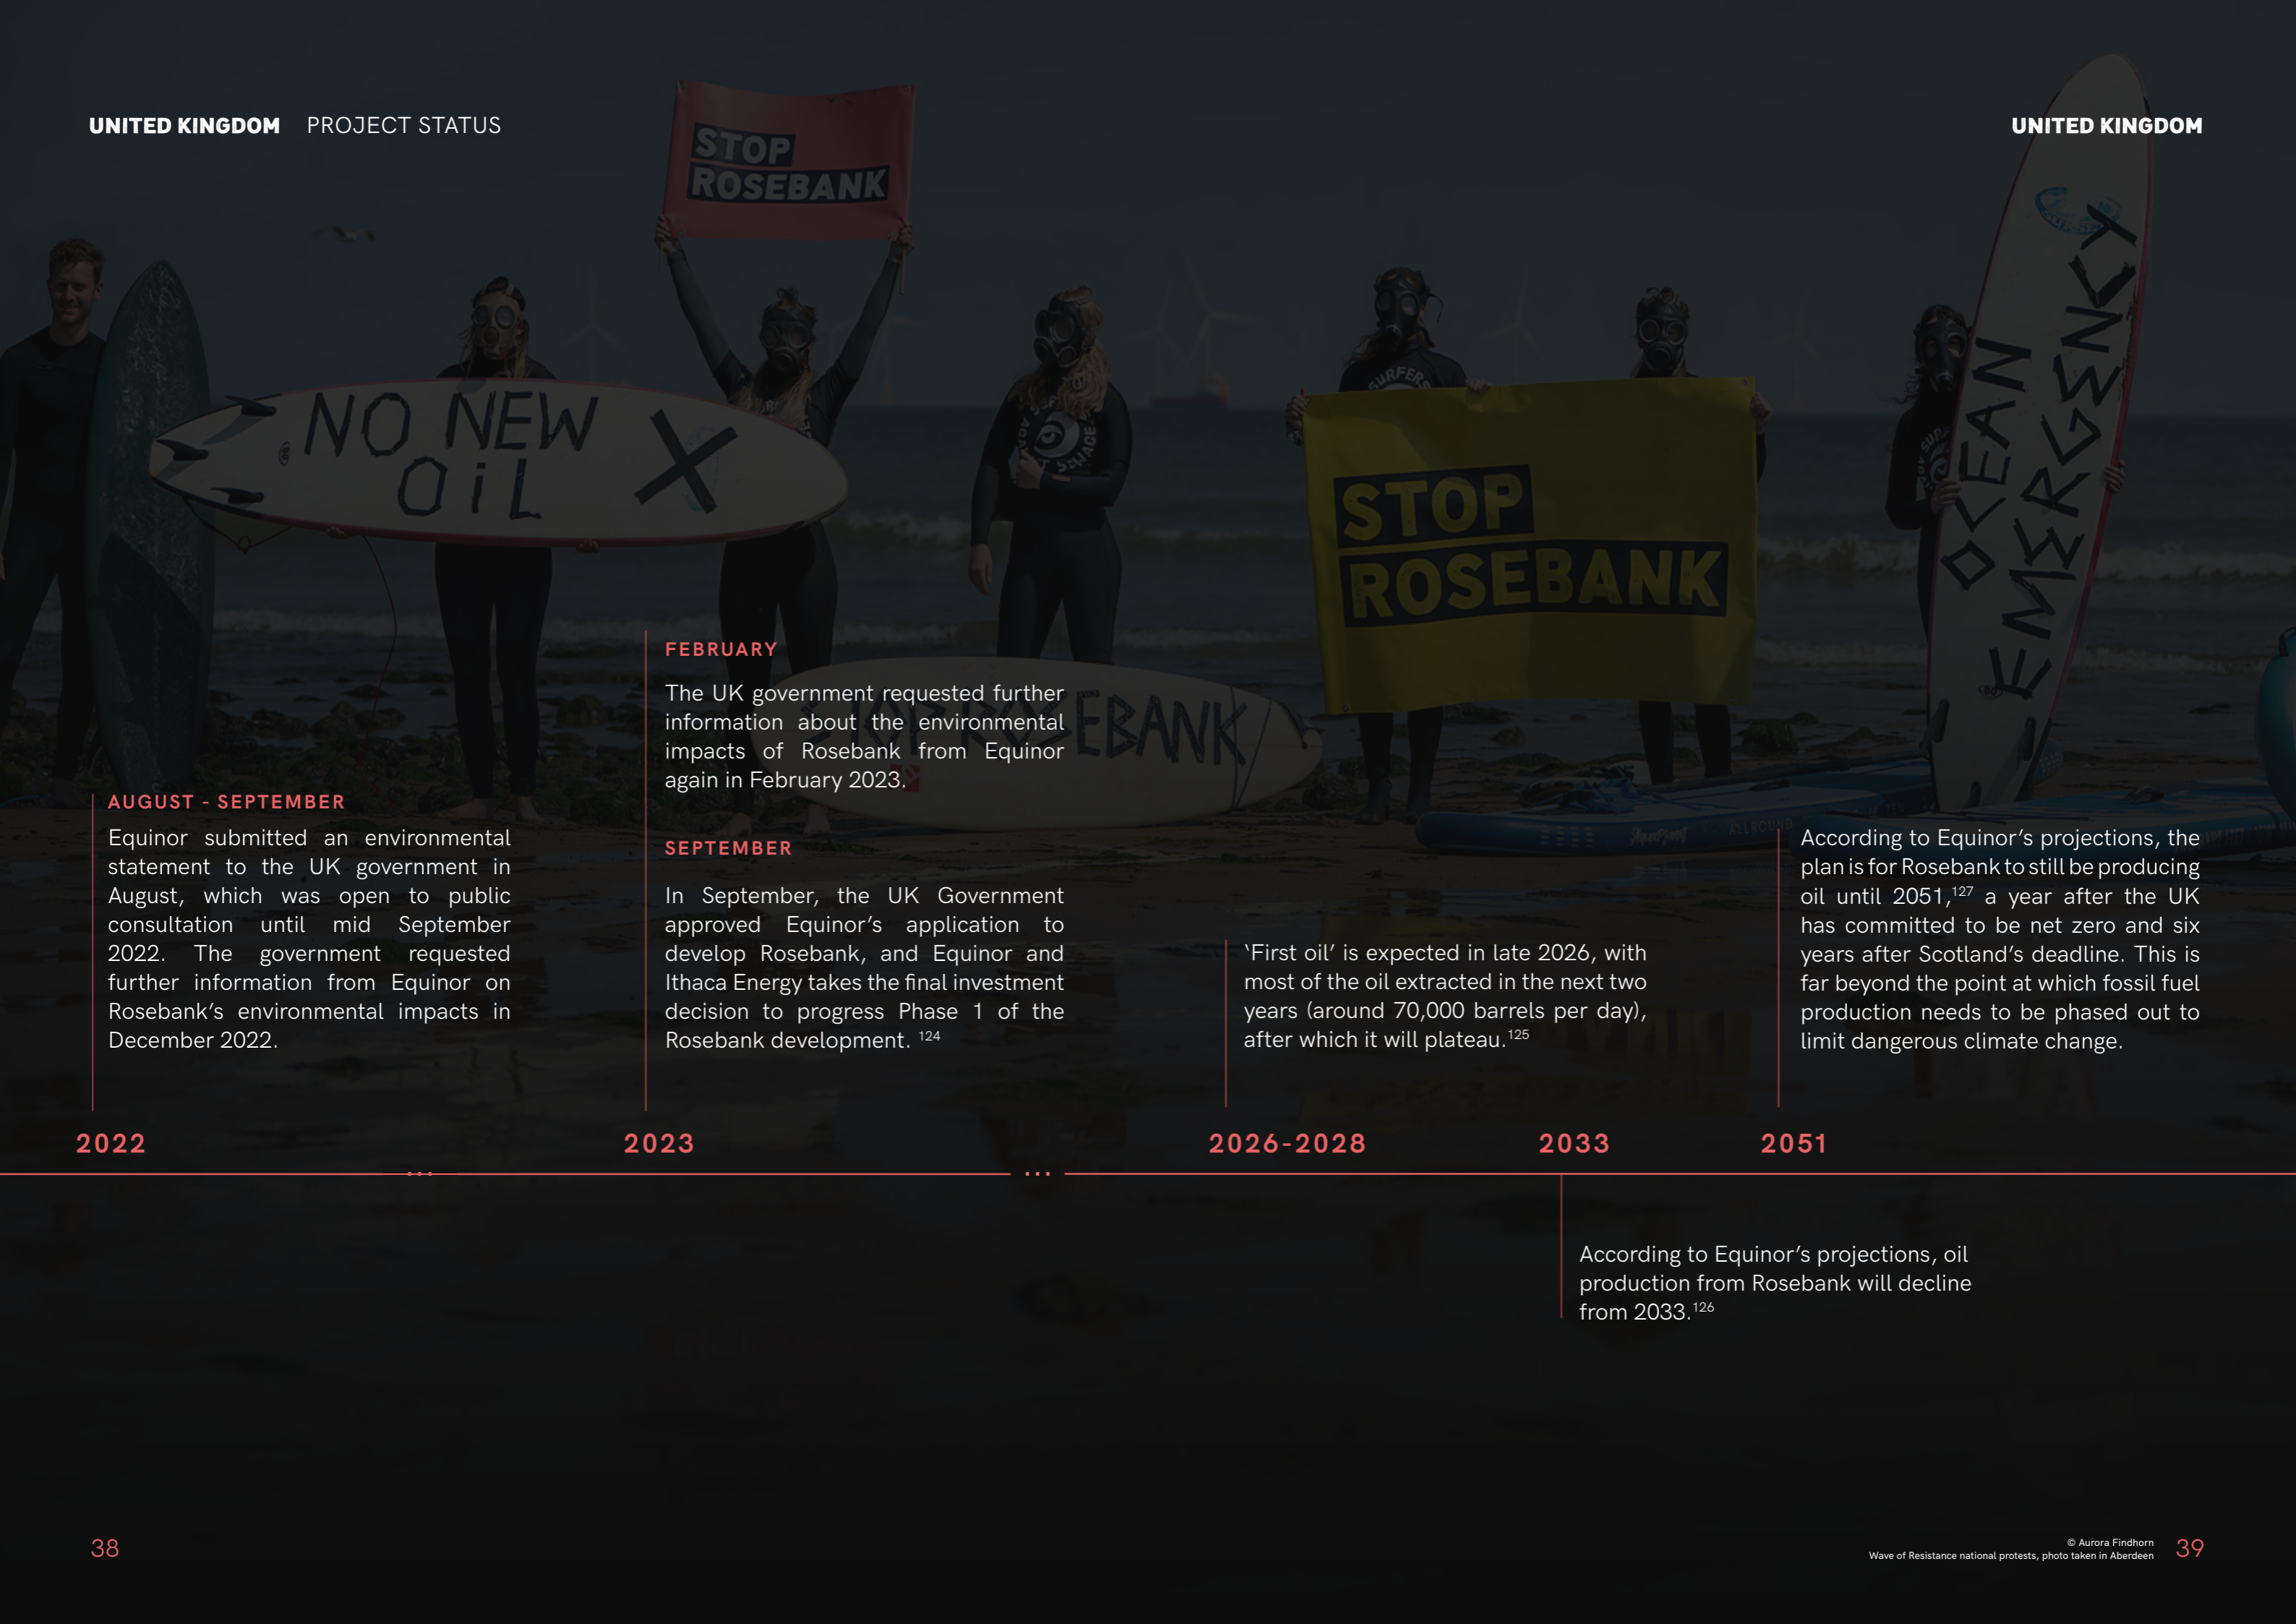 UNITED KINGDOM PROJECT STATUS
UNITED KINGDOM
STOP
ROSEBANK
NO NEW
OiL
X
SURFERS
STOP
ROSEBANK
OCEAN
EMERGENCY
EBANK
ALLROUND
FEBRUARY
The UK government requested further
information about the environmental
impacts of Rosebank from Equinor
again in February 2023.
AUGUST - SEPTEMBER
Equinor submitted an environmental
statement to the UK government in
August, which was open to public
consultation until mid September
2022. The government requested
further information from Equinor on
Rosebank’s environmental impacts in
December 2022.
SEPTEMBER
In September, the UK Government
approved Equinor’s application to
develop Rosebank, and Equinor and
Ithaca Energy takes the final investment
decision to progress Phase 1 of the
Rosebank development. 124
‘First oil’ is expected in late 2026, with
most of the oil extracted in the next two
years (around 70,000 barrels per day),
after which it will plateau.125
According to Equinor’s projections, the
plan is for Rosebank to still be producing
oil until 2051,127 a year after the UK
has committed to be net zero and six
years after Scotland’s deadline. This is
far beyond the point at which fossil fuel
production needs to be phased out to
limit dangerous climate change.
2022
2023
2026-2028
2033
2051
According to Equinor’s projections, oil
production from Rosebank will decline
from 2033.126
38
© Aurora Findhorn
Wave of Resistance national protests, photo taken in Aberdeen
39